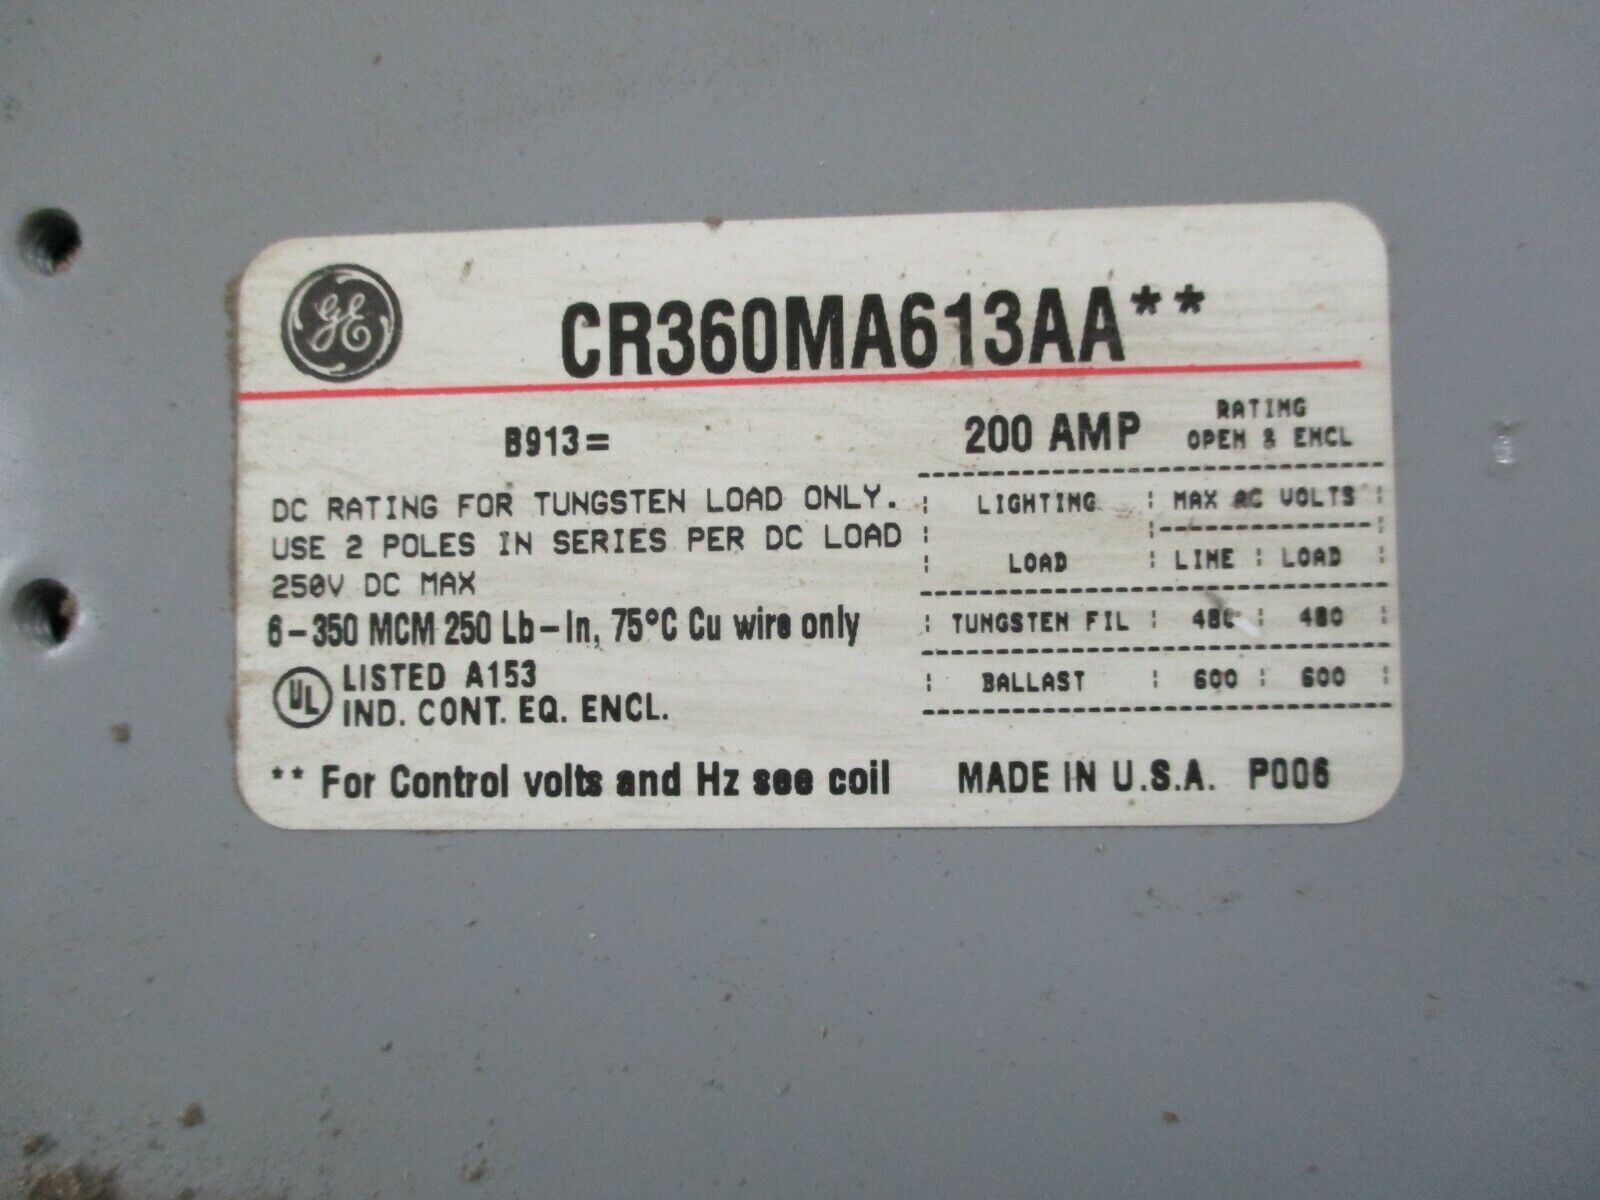 GE
CR360MA613AA**
B913=
200 AMP
RATING
OPEN & ENCL
DC RATING FOR TUNGSTEN LOAD ONLY.
USE 2 POLES IN SERIES PER DC LOAD
250V DC MAX
6-350 MCM 250 Lb-In, 75°C Cu wire only
UL LISTED A153
IND. CONT. EQ. ENCL.
LIGHTING MAX AC VOLTS
LOAD LINE LOAD
TUNGSTEN FIL 480 480
BALLAST 600 600
** For Control volts and Hz see coil
MADE IN U.S.A. P006